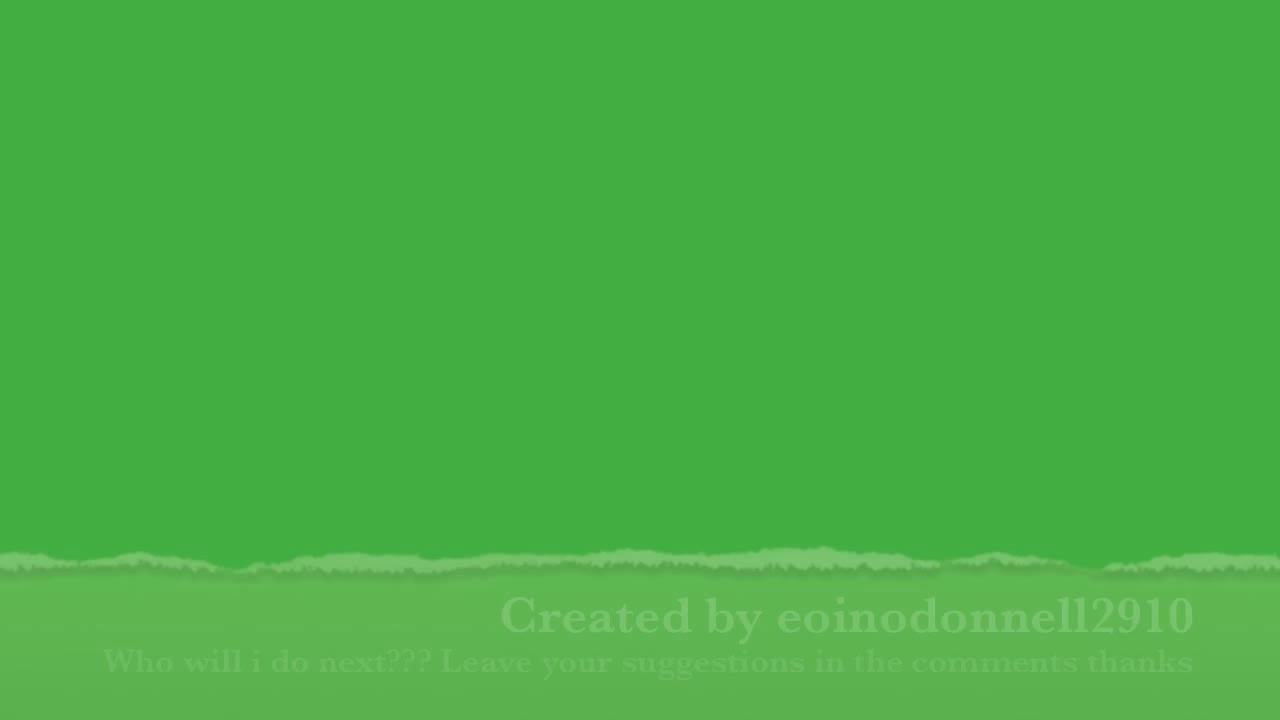 Created by eoinodonnell2910
Who will i do next??? Leave your suggestions in the comments thanks